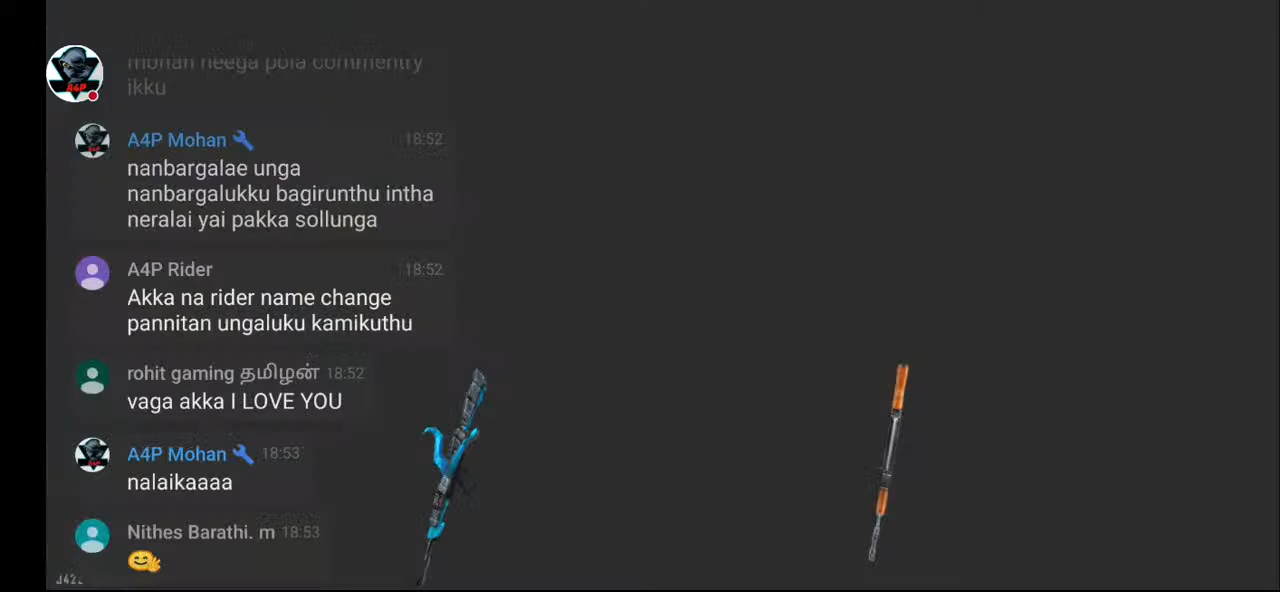 mohan neega pola commentry
ikku
A4P
A4P Mohan 18:52
nanbargalae unga
nanbargalukku bagirunthu intha
neralai yai pakka sollunga
A4P Rider 18:52
Akka na rider name change
pannitan ungaluku kamikuthu
rohit gaming தமிழன் 18:52
vaga akka I LOVE YOU
A4P Mohan 18:53
nalaikaaaa
Nithes Barathi. m 18:53
😊👋